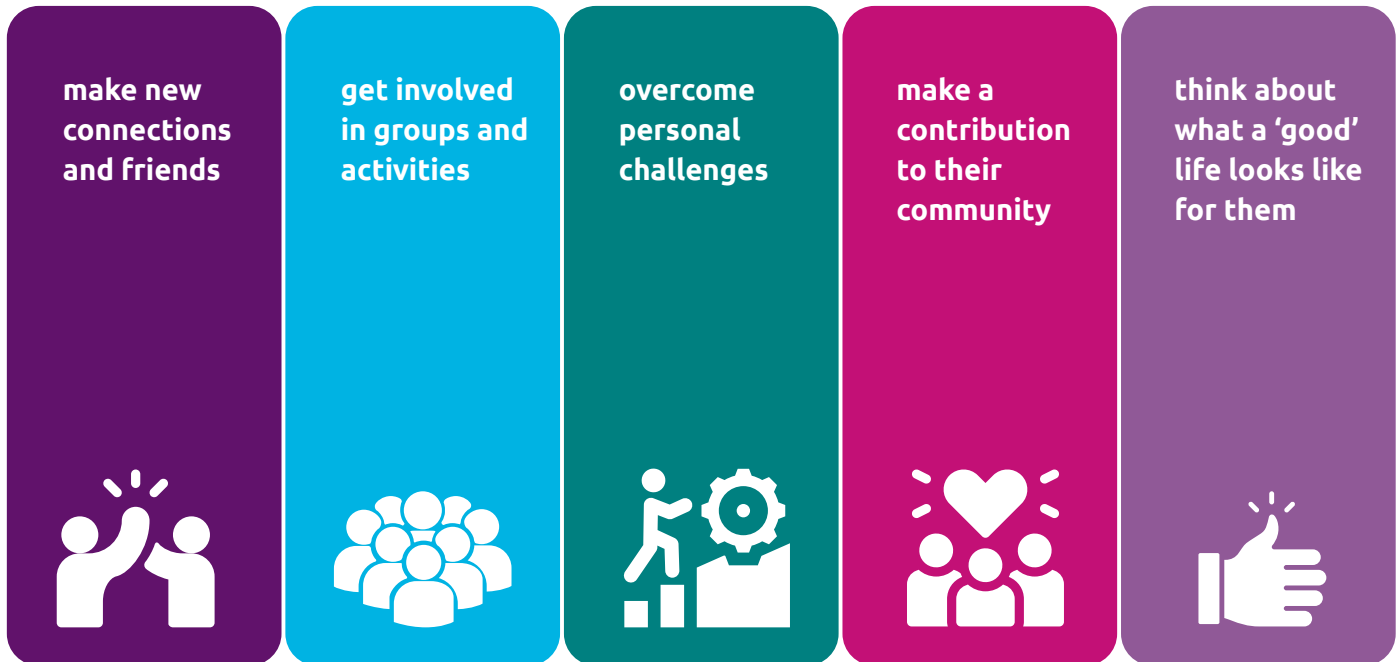 make new
connections
and friends
get involved
in groups and
activities
overcome
personal
challenges
make a
contribution
to their
community
think about
what a ‘good’
life looks like
for them